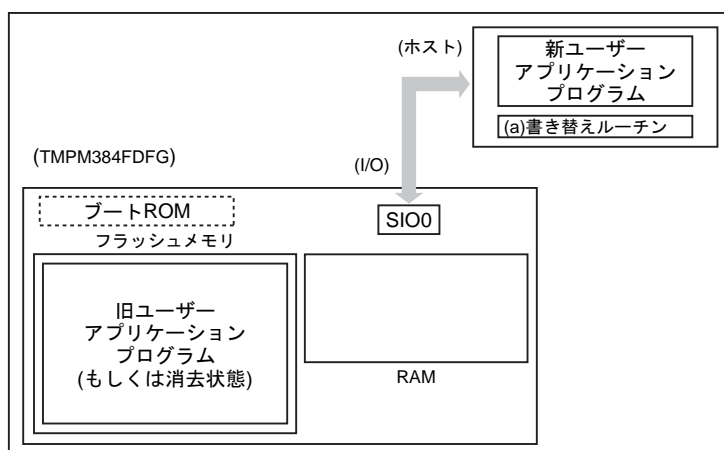 (ホスト)
新ユーザー
アプリケーション
プログラム
(a)書き替えルーチン
(TMPM384FDFG)
(I/O)
ブートROM
SIO0
フラッシュメモリ
旧ユーザー
アプリケーション
プログラム
(もしくは消去状態)
RAM